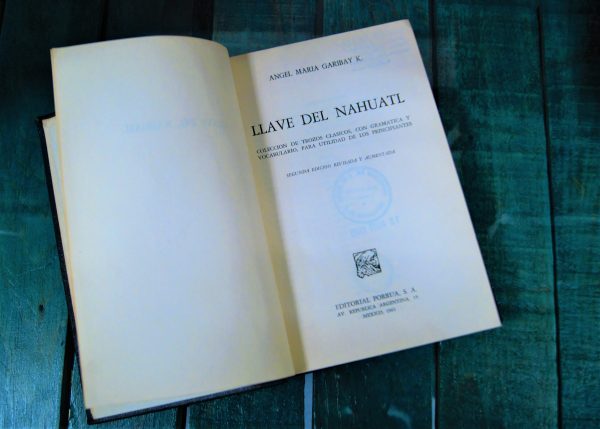 ANGEL MARIA GARIBAY K.
LLAVE DEL NAHUATL
COLECCION DE TROZOS CLASICOS, CON GRAMATICA Y
VOCABULARIO, PARA UTILIDAD DE LOS PRINCIPIANTES
SEGUNDA EDICION REVISADA Y AUMENTADA
EDITORIAL PORRUA, S. A.
AV. REPUBLICA ARGENTINA, 15
MEXICO, 1961